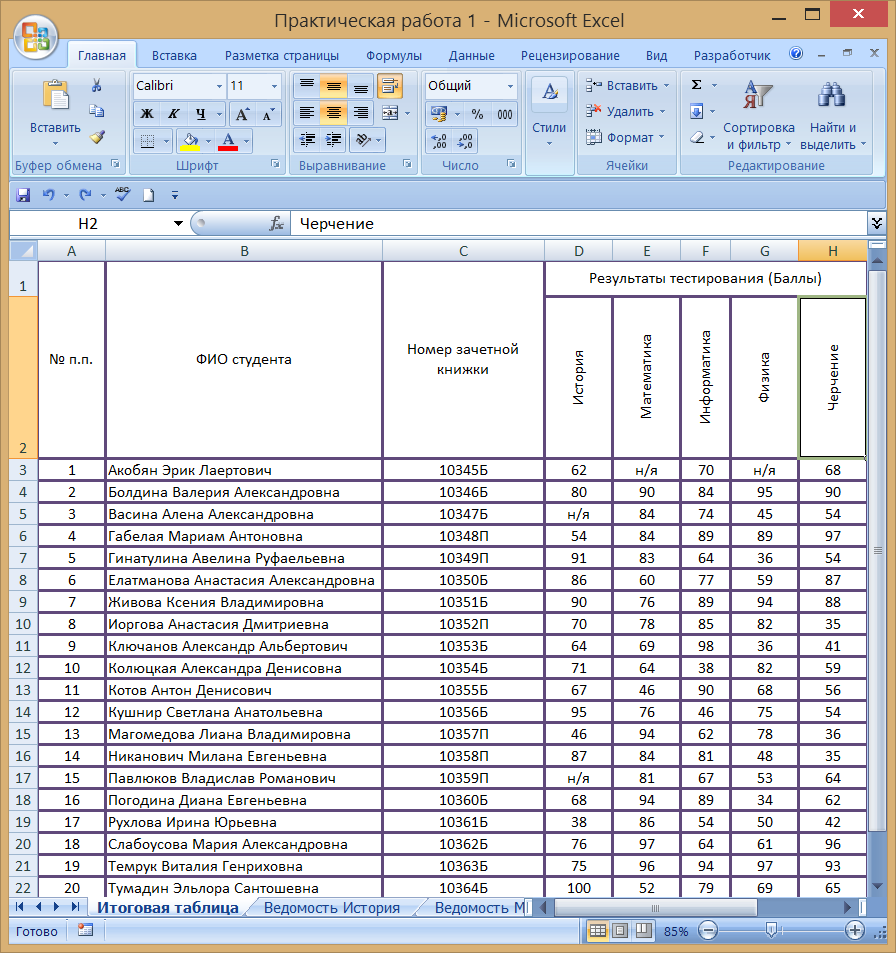 Практическая работа 1 - Microsoft Excel
Главная Вставка Разметка страницы Формулы Данные Рецензирование Вид Разработчик
Вставить
Calibri 11
Ж К Ч А А
А
Общий
% 000
Стили
Вставить
Удалить
Формат
Σ
Сортировка и фильтр
Найти и выделить
Буфер обмена Шрифт Выравнивание Число Ячейки Редактирование
H2 fx Черчение
A B C D E F G H
1 № п.п. ФИО студента Номер зачетной книжки Результаты тестирования (Баллы)
2 История Математика Информатика Физика Черчение
3 1 Акобян Эрик Лаертович 10345Б 62 н/я 70 н/я 68
4 2 Болдина Валерия Александровна 10346Б 80 90 84 95 90
5 3 Васина Алена Александровна 10347Б н/я 84 74 45 54
6 4 Габелая Мариам Антоновна 10348П 54 84 89 89 97
7 5 Гинатулина Авелина Руфаельевна 10349П 91 83 64 36 54
8 6 Елатманова Анастасия Александровна 10350Б 86 60 77 59 87
9 7 Живова Ксения Владимировна 10351Б 90 76 89 94 88
10 8 Иоргова Анастасия Дмитриевна 10352П 70 78 85 82 35
11 9 Ключанов Александр Альбертович 10353Б 64 69 98 36 41
12 10 Колюцкая Александра Денисовна 10354Б 71 64 38 82 59
13 11 Котов Антон Денисович 10355Б 67 46 90 68 56
14 12 Кушнир Светлана Анатольевна 10356Б 95 76 46 75 54
15 13 Магомедова Лиана Владимировна 10357П 46 94 62 78 36
16 14 Никанович Милана Евгеньевна 10358П 87 84 81 48 35
17 15 Павлюков Владислав Романович 10359П н/я 81 67 53 64
18 16 Погодина Диана Евгеньевна 10360Б 68 94 89 34 62
19 17 Рухлова Ирина Юрьевна 10361Б 38 86 54 50 42
20 18 Слабоусова Мария Александровна 10362Б 76 97 64 61 96
21 19 Темрук Виталия Генриховна 10363Б 75 96 94 97 93
22 20 Тумадин Эльлора Сантошевна 10364Б 100 52 79 69 65
Итоговая таблица Ведомость История Ведомость М
Готово 85%